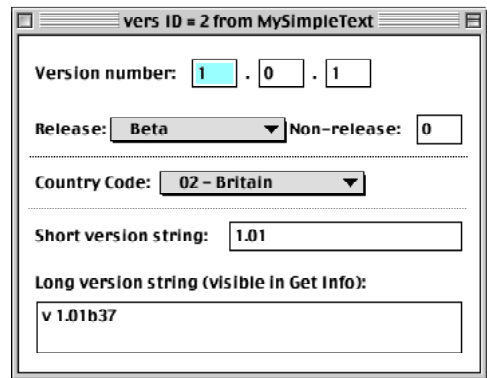 vers ID = 2 from MySimpleText
Version number: 1 . 0 . 1
Release: Beta Non-release: 0
Country Code: 02 – Britain
Short version string: 1.01
Long version string (visible in Get Info):
v 1.01b37